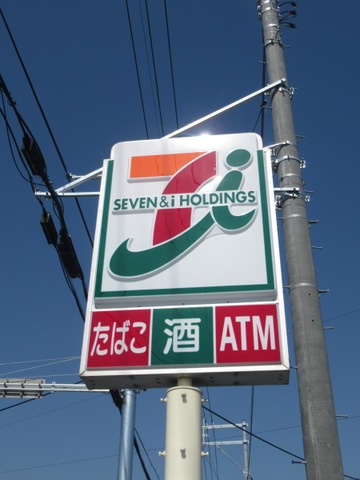 SEVEN & i HOLDINGS
たばこ 酒 ATM